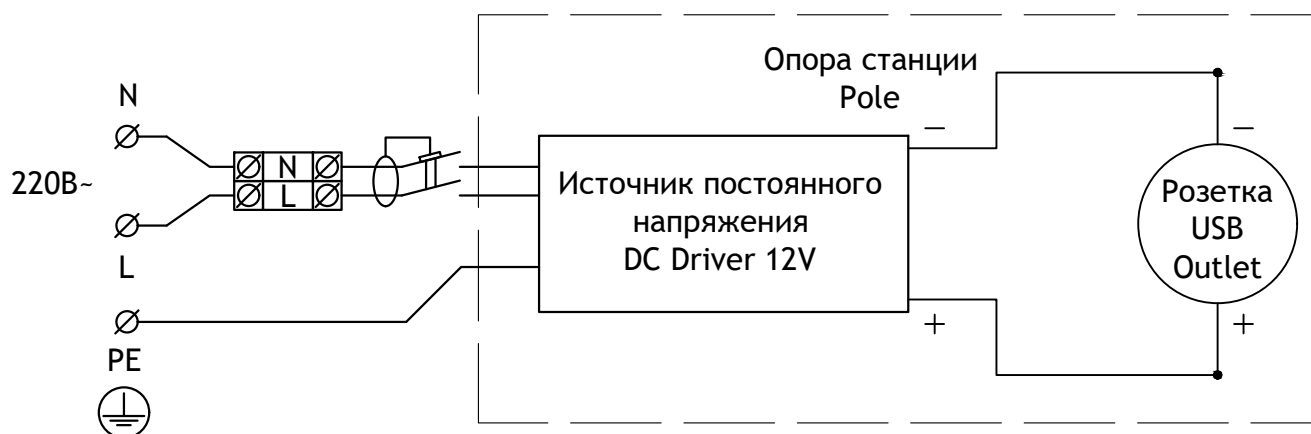 Опора станции
Pole
N
220В~
N
L
L
PE
Источник постоянного
напряжения
DC Driver 12V
−
+
−
Розетка
USB
Outlet
+